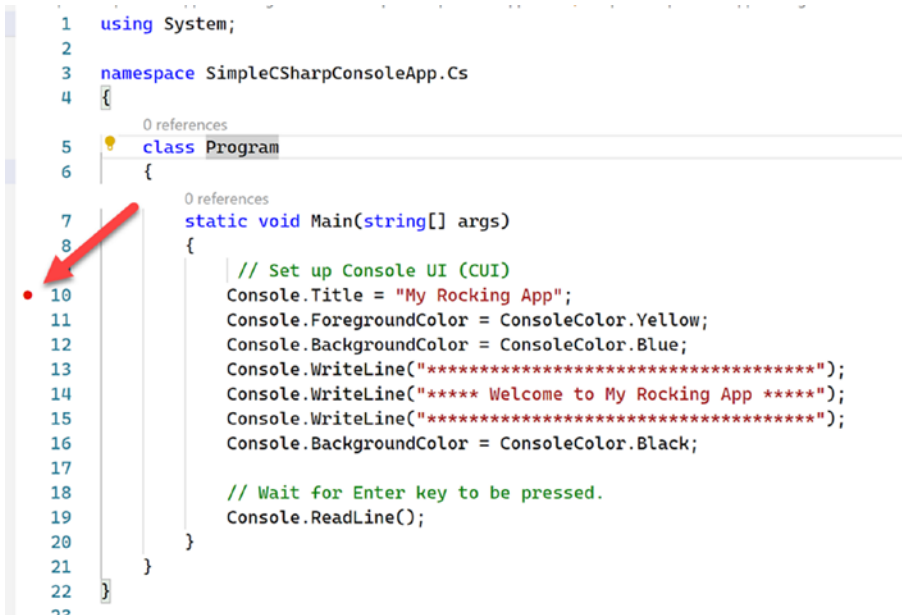 1 using System;
2
3 namespace SimpleCSharpConsoleApp.Cs
4 {
0 references
5 class Program
6 {
0 references
7 static void Main(string[] args)
8 {
// Set up Console UI (CUI)
10 Console.Title = "My Rocking App";
11 Console.ForegroundColor = ConsoleColor.Yellow;
12 Console.BackgroundColor = ConsoleColor.Blue;
13 Console.WriteLine("*************************************");
14 Console.WriteLine("***** Welcome to My Rocking App *****");
15 Console.WriteLine("*************************************");
16 Console.BackgroundColor = ConsoleColor.Black;
17
18 // Wait for Enter key to be pressed.
19 Console.ReadLine();
20 }
21 }
22 }
23